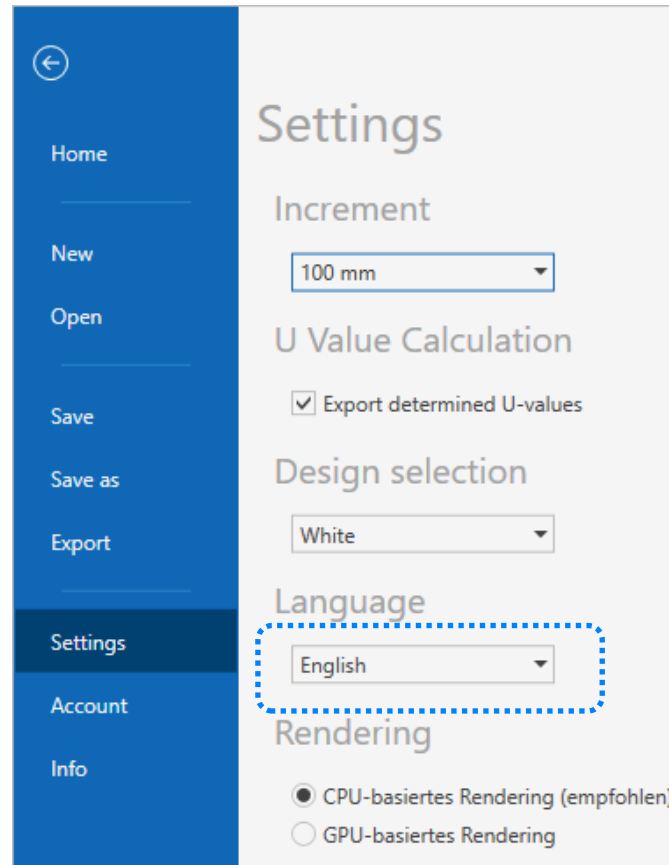 Home
New
Open
Save
Save as
Export
Settings
Account
Info
Settings
Increment
100 mm
U Value Calculation
Export determined U-values
Design selection
White
Language
English
Rendering
CPU-basiertes Rendering (empfohlen)
GPU-basiertes Rendering